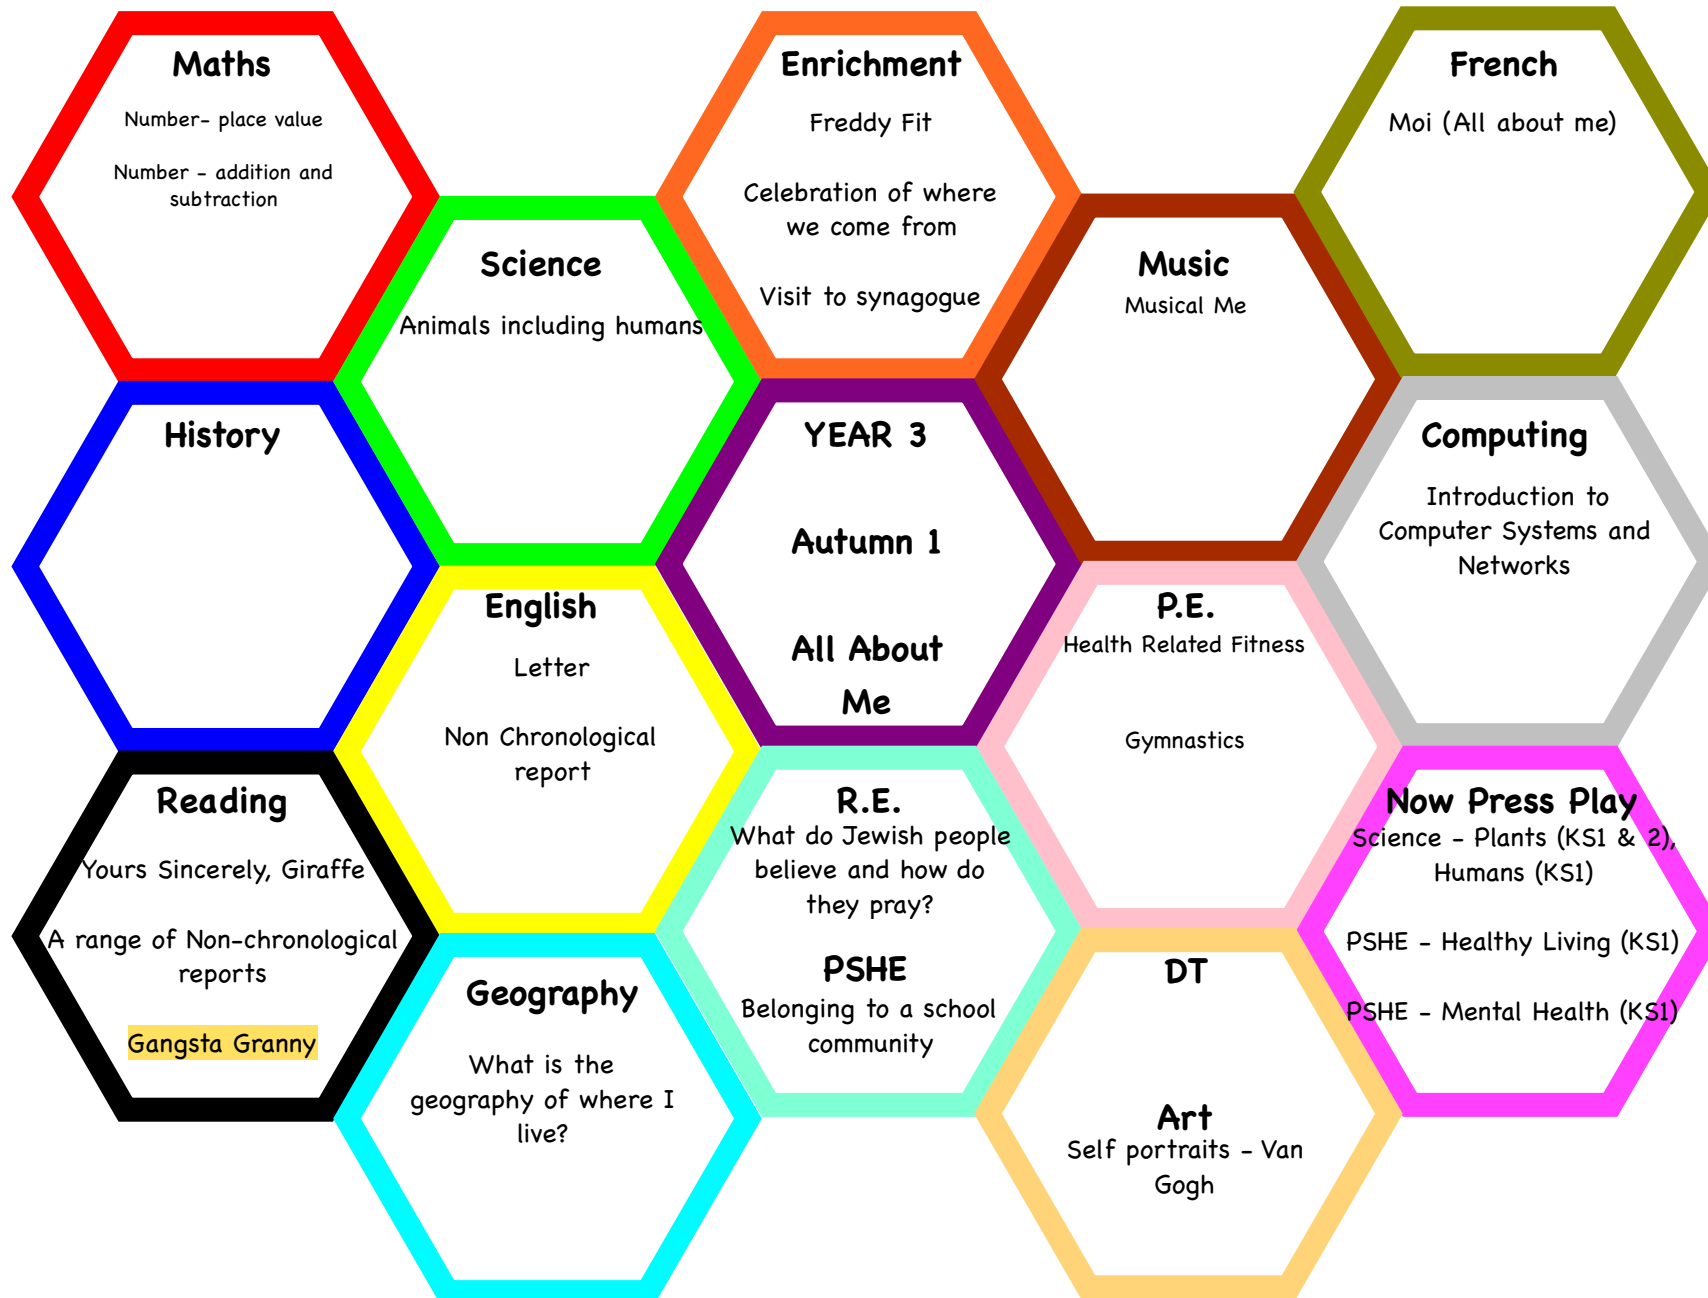 Maths
Number- place value
Number - addition and
subtraction
Enrichment
Freddy Fit
Celebration of where
we come from
Visit to synagogue
French
Moi (All about me)
Science
Animals including humans
Music
Musical Me
History
YEAR 3
Autumn 1
All About
Me
Computing
Introduction to
Computer Systems and
Networks
English
Letter
Non Chronological
report
P.E.
Health Related Fitness
Gymnastics
Reading
Yours Sincerely, Giraffe
A range of Non-chronological
reports
Gangsta Granny
R.E.
What do Jewish people
believe and how do
they pray?
PSHE
Belonging to a school
community
Now Press Play
Science - Plants (KS1 & 2),
Humans (KS1)
PSHE - Healthy Living (KS1)
PSHE - Mental Health (KS1)
Geography
What is the
geography of where I
live?
DT
Art
Self portraits - Van
Gogh